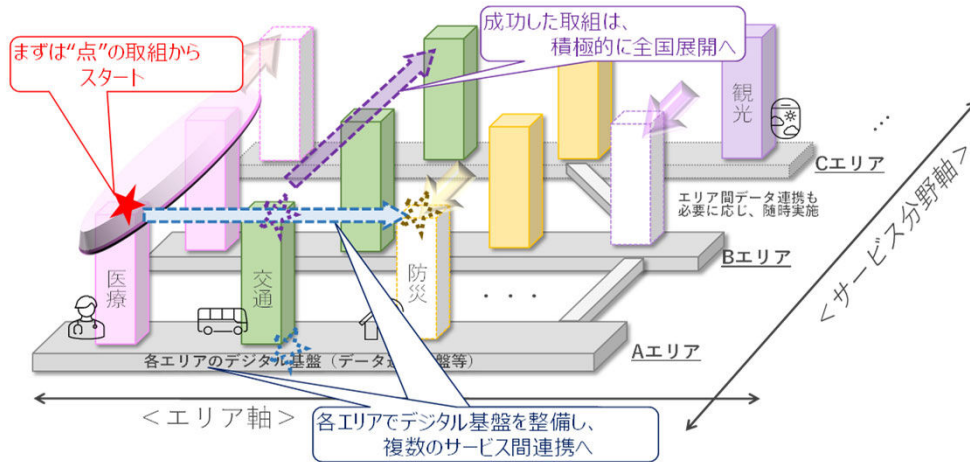 まずは“点”の取組から
スタート
成功した取組は、
積極的に全国展開へ
観光
…
Cエリア
エリア間データ連携も
必要に応じ、随時実施
<サービス分野軸>
Bエリア
医療
交通
防災
・・・
Aエリア
各エリアのデジタル基盤（データ連 盤等）
<エリア軸>
各エリアでデジタル基盤を整備し、
複数のサービス間連携へ